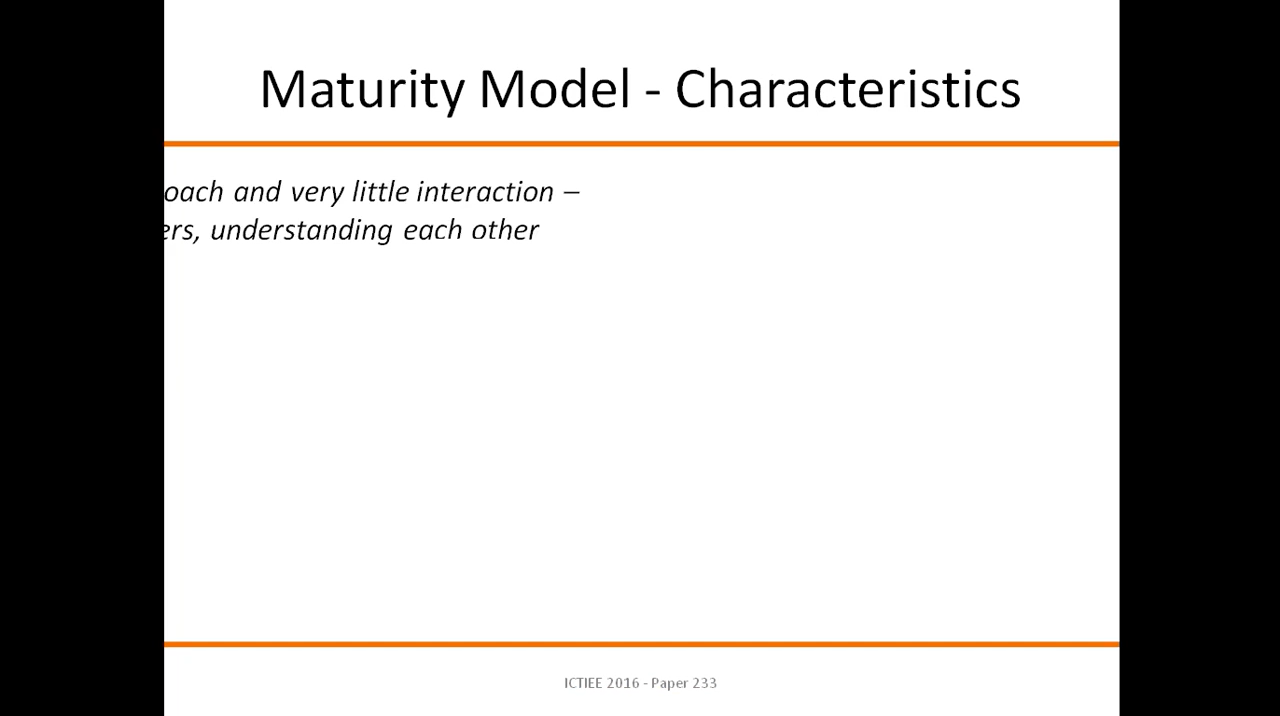 Maturity Model - Characteristics
oach and very little interaction –
ers, understanding each other
ICTIEE 2016 - Paper 233